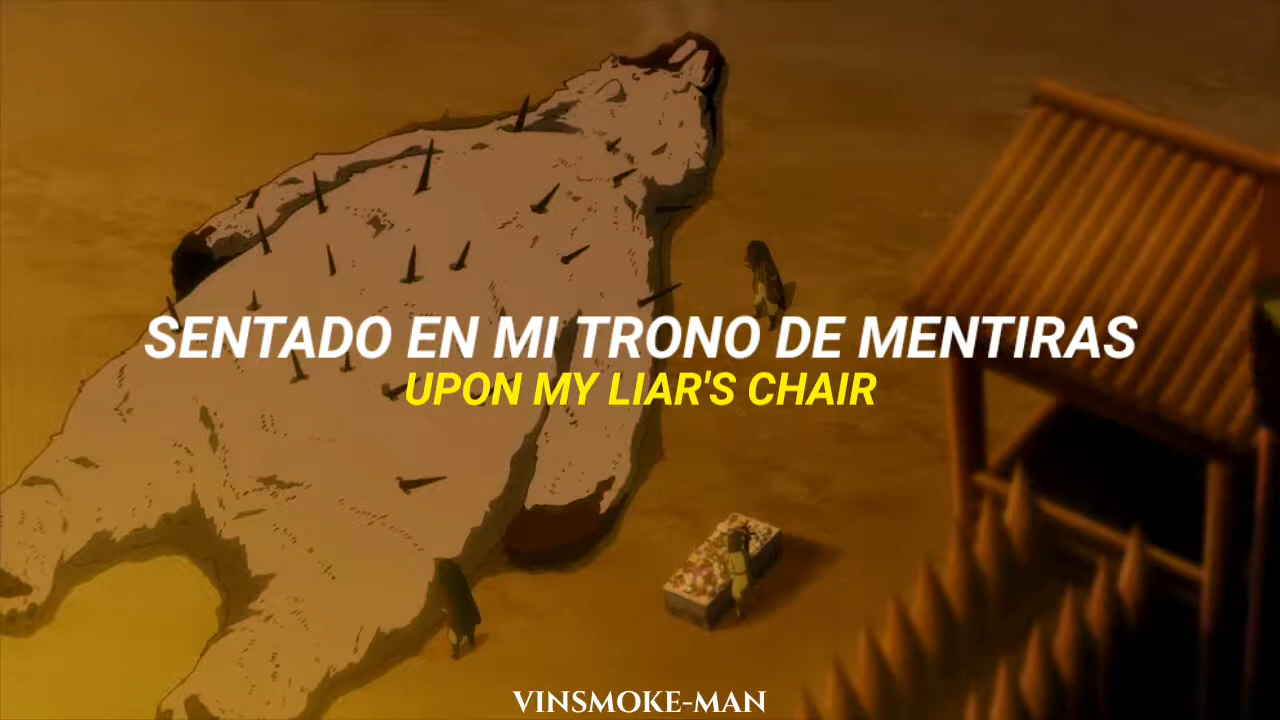 SENTADO EN MI TRONO DE MENTIRAS
UPON MY LIAR'S CHAIR
VINSMOKE-MAN